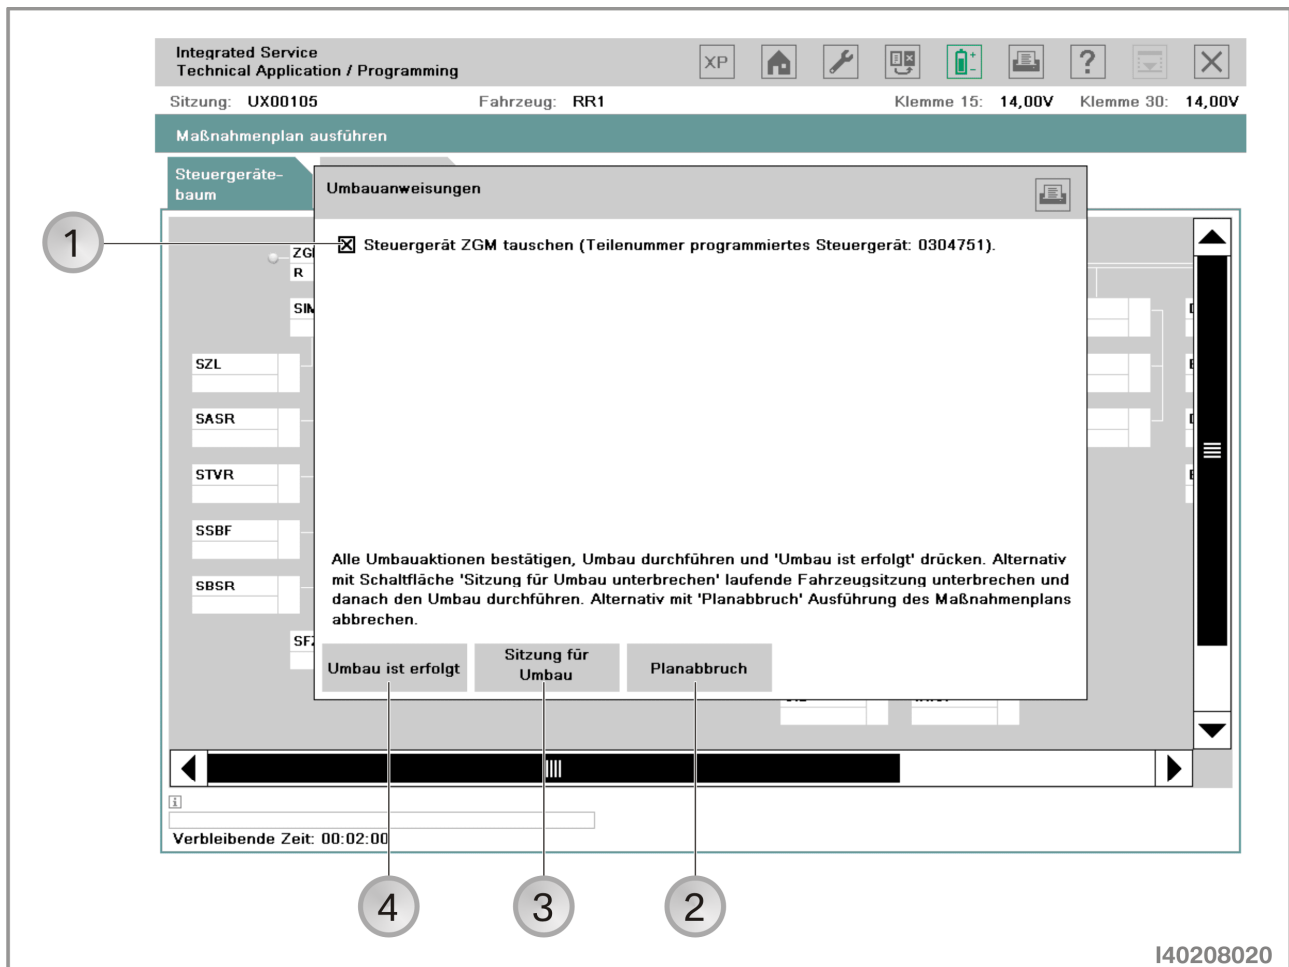 Integrated Service
Technical Application / Programming
XP
?
Sitzung: UX00105 Fahrzeug: RR1 Klemme 15: 14,00V Klemme 30: 14,00V
Maßnahmenplan ausführen
Steuergeräte-
baum
Umbauanweisungen
1
Steuergerät ZGM tauschen (Teilenummer programmiertes Steuergerät: 0304751).
R
SZL
SASR
STVR
SSBF
SBSR
Alle Umbauaktionen bestätigen, Umbau durchführen und 'Umbau ist erfolgt' drücken. Alternativ
mit Schaltfläche 'Sitzung für Umbau unterbrechen' laufende Fahrzeugsitzung unterbrechen und
danach den Umbau durchführen. Alternativ mit 'Planabbruch' Ausführung des Maßnahmenplans
abbrechen.
Umbau ist erfolgt
Sitzung für
Umbau
Planabbruch
i
Verbleibende Zeit: 00:02:00
4
3
2
I40208020